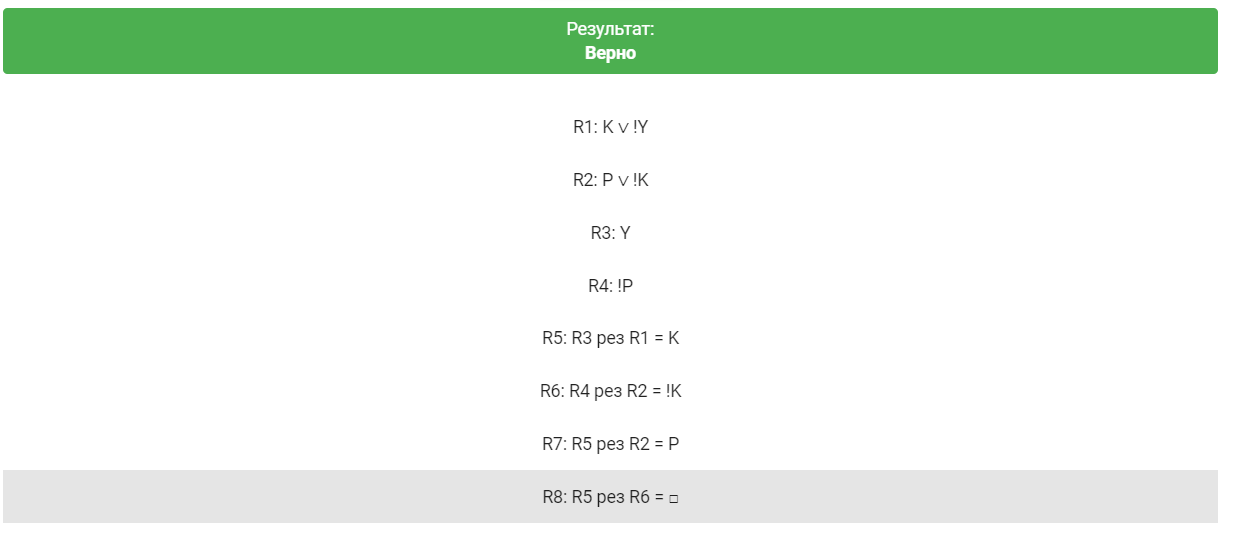 Результат:
Верно
R1: K ∨ !Y
R2: P ∨ !K
R3: Y
R4: !P
R5: R3 рез R1 = K
R6: R4 рез R2 = !K
R7: R5 рез R2 = P
R8: R5 рез R6 = □